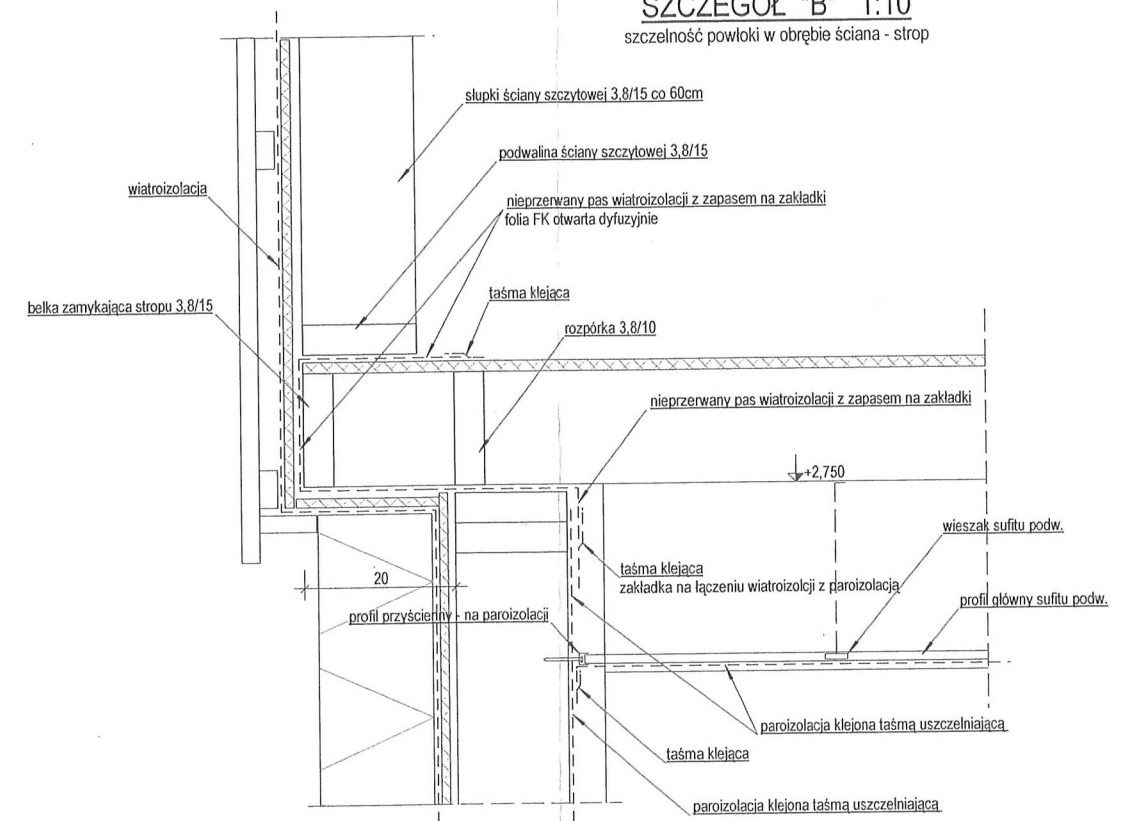 SZCZEGÓŁ "B" 1:10
szczelność powłoki w obrębie ściana - strop
słupki ściany szczytowej 3,8/15 co 60cm
podwalina ściany szczytowej 3,8/15
wiatroizolacja
nieprzerwany pas wiatroizolacji z zapasem na zakładki
folia FK otwarta dyfuzyjnie
taśma klejąca
belka zamykająca stropu 3,8/15
rozpórka 3,8/10
nieprzerwany pas wiatroizolacji z zapasem na zakładki
+2,750
wieszak sufitu podw.
taśma klejąca
20
zakładka na łączeniu wiatroizolcji z paroizolacją
profil główny sufitu podw.
profil przyścienny - na paroizolacji
paroizolacja klejona taśmą uszczelniającą
taśma klejąca
paroizolacja klejona taśmą uszczelniającą